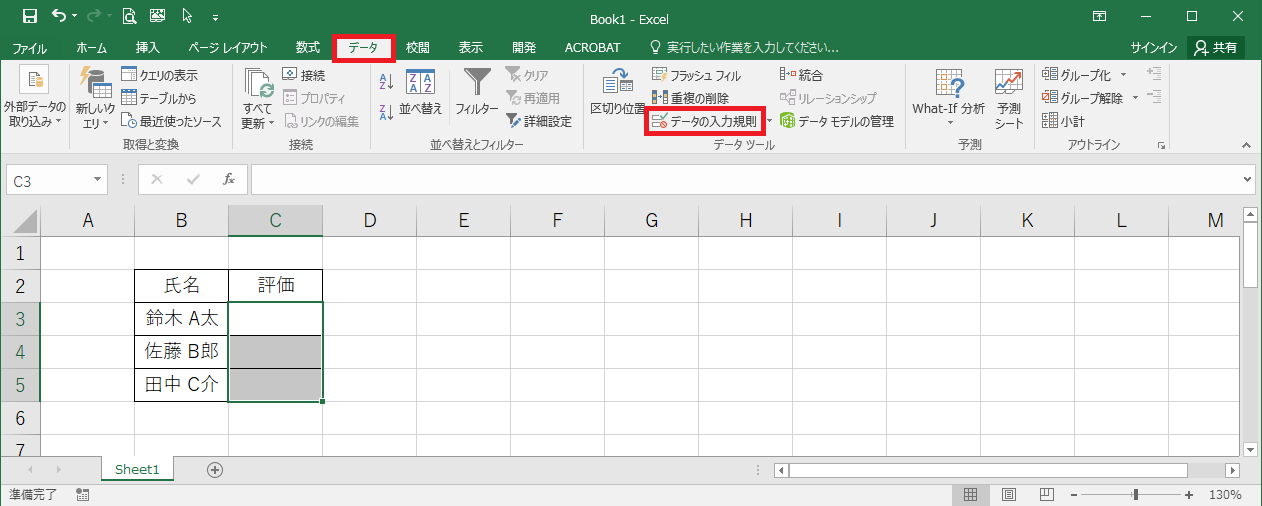 Book1 - Excel
ファイル ホーム 挿入 ページ レイアウト 数式 データ 校閲 表示 開発 ACROBAT 実行したい作業を入力してください... サインイン 共有
外部データの
取り込み
新しいク
エリ
クエリの表示
テーブルから
最近使ったソース
取得と変換
すべて
更新
接続
プロパティ
リンクの編集
接続
並べ替え
フィルター
クリア
再適用
詳細設定
並べ替えとフィルター
区切り位置
フラッシュ フィル
重複の削除
データの入力規則
統合
リレーションシップ
データ モデルの管理
データ ツール
What-If 分析
予測
シート
予測
グループ化
グループ解除
小計
アウトライン
C3 fx
A B C D E F G H I J K L M
1
2 氏名 評価
3 鈴木 A太
4 佐藤 B郎
5 田中 C介
6
7
Sheet1
準備完了 130%